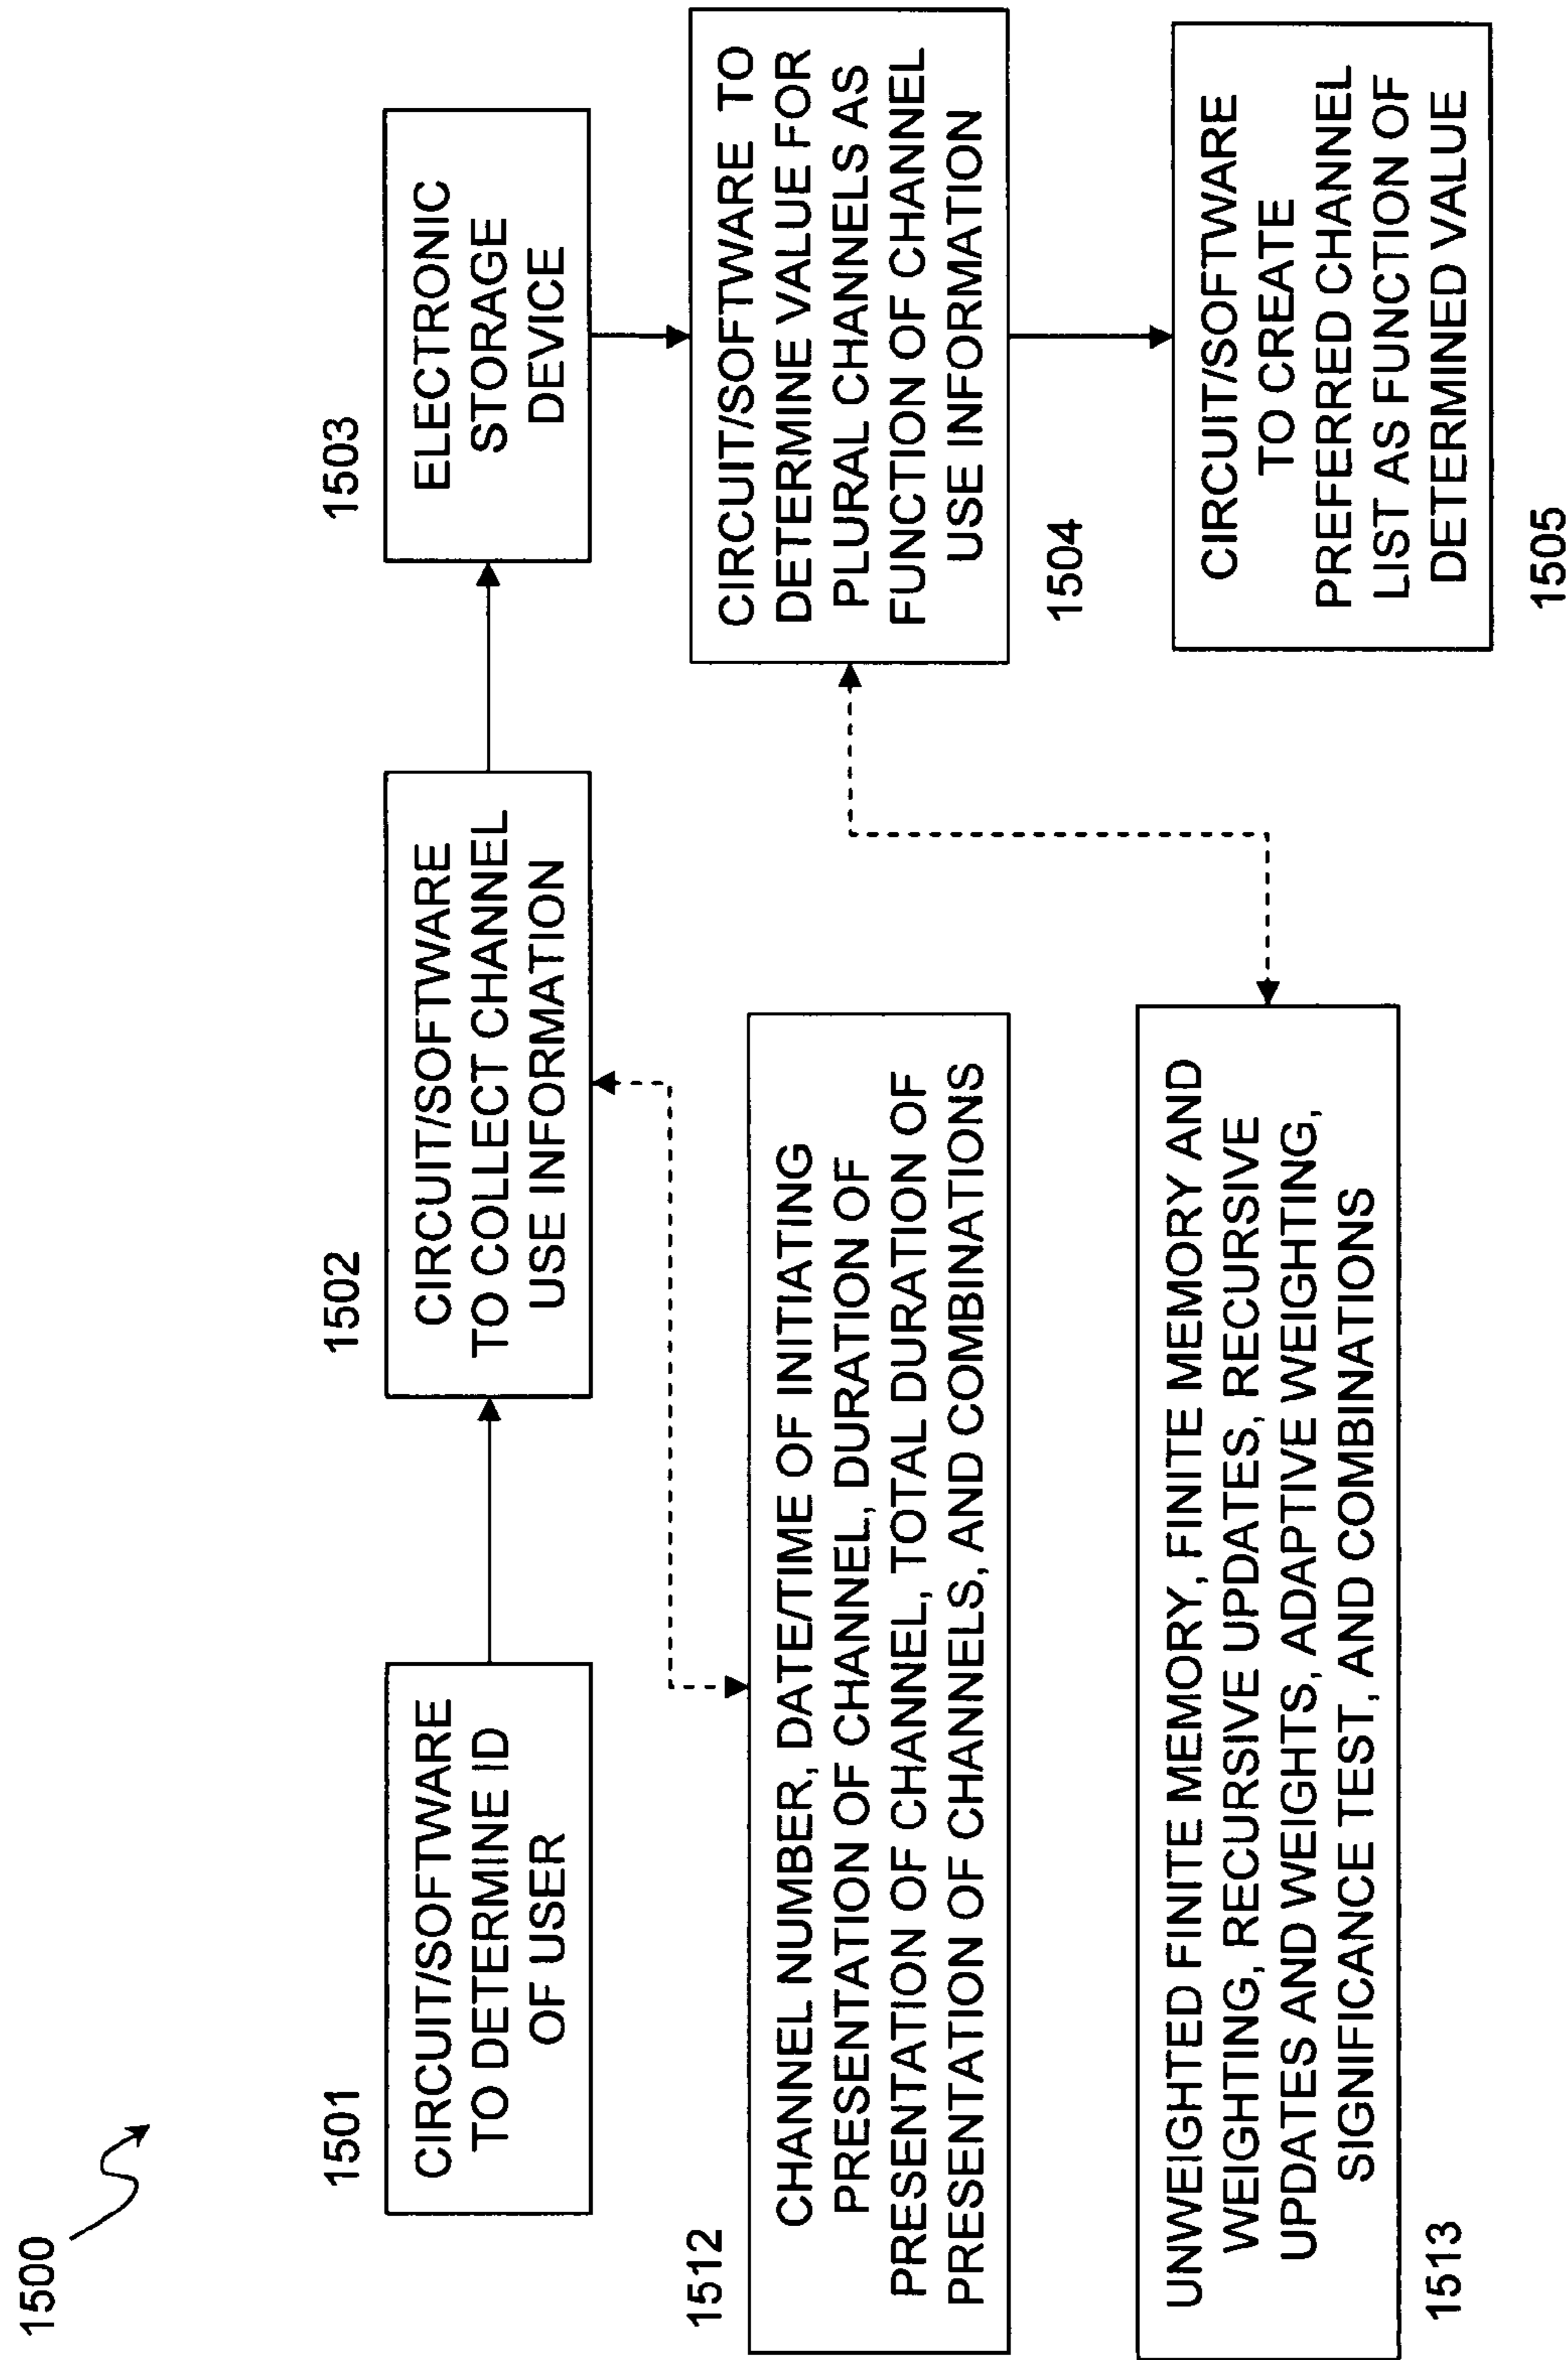 1500
1501
CIRCUIT/SOFTWARE
TO DETERMINE ID
OF USER
1502
CIRCUIT/SOFTWARE
TO COLLECT CHANNEL
USE INFORMATION
1503
ELECTRONIC
STORAGE
DEVICE
1512
CHANNEL NUMBER, DATE/TIME OF INITIATING
PRESENTATION OF CHANNEL, DURATION OF
PRESENTATION OF CHANNEL, TOTAL DURATION OF
PRESENTATION OF CHANNELS, AND COMBINATIONS
CIRCUIT/SOFTWARE TO
DETERMINE VALUE FOR
PLURAL CHANNELS AS
FUNCTION OF CHANNEL
USE INFORMATION
1504
UNWEIGHTED FINITE MEMORY, FINITE MEMORY AND
WEIGHTING, RECURSIVE UPDATES, RECURSIVE
UPDATES AND WEIGHTS, ADAPTIVE WEIGHTING,
SIGNIFICANCE TEST, AND COMBINATIONS
1513
CIRCUIT/SOFTWARE
TO CREATE
PREFERRED CHANNEL
LIST AS FUNCTION OF
DETERMINED VALUE
1505